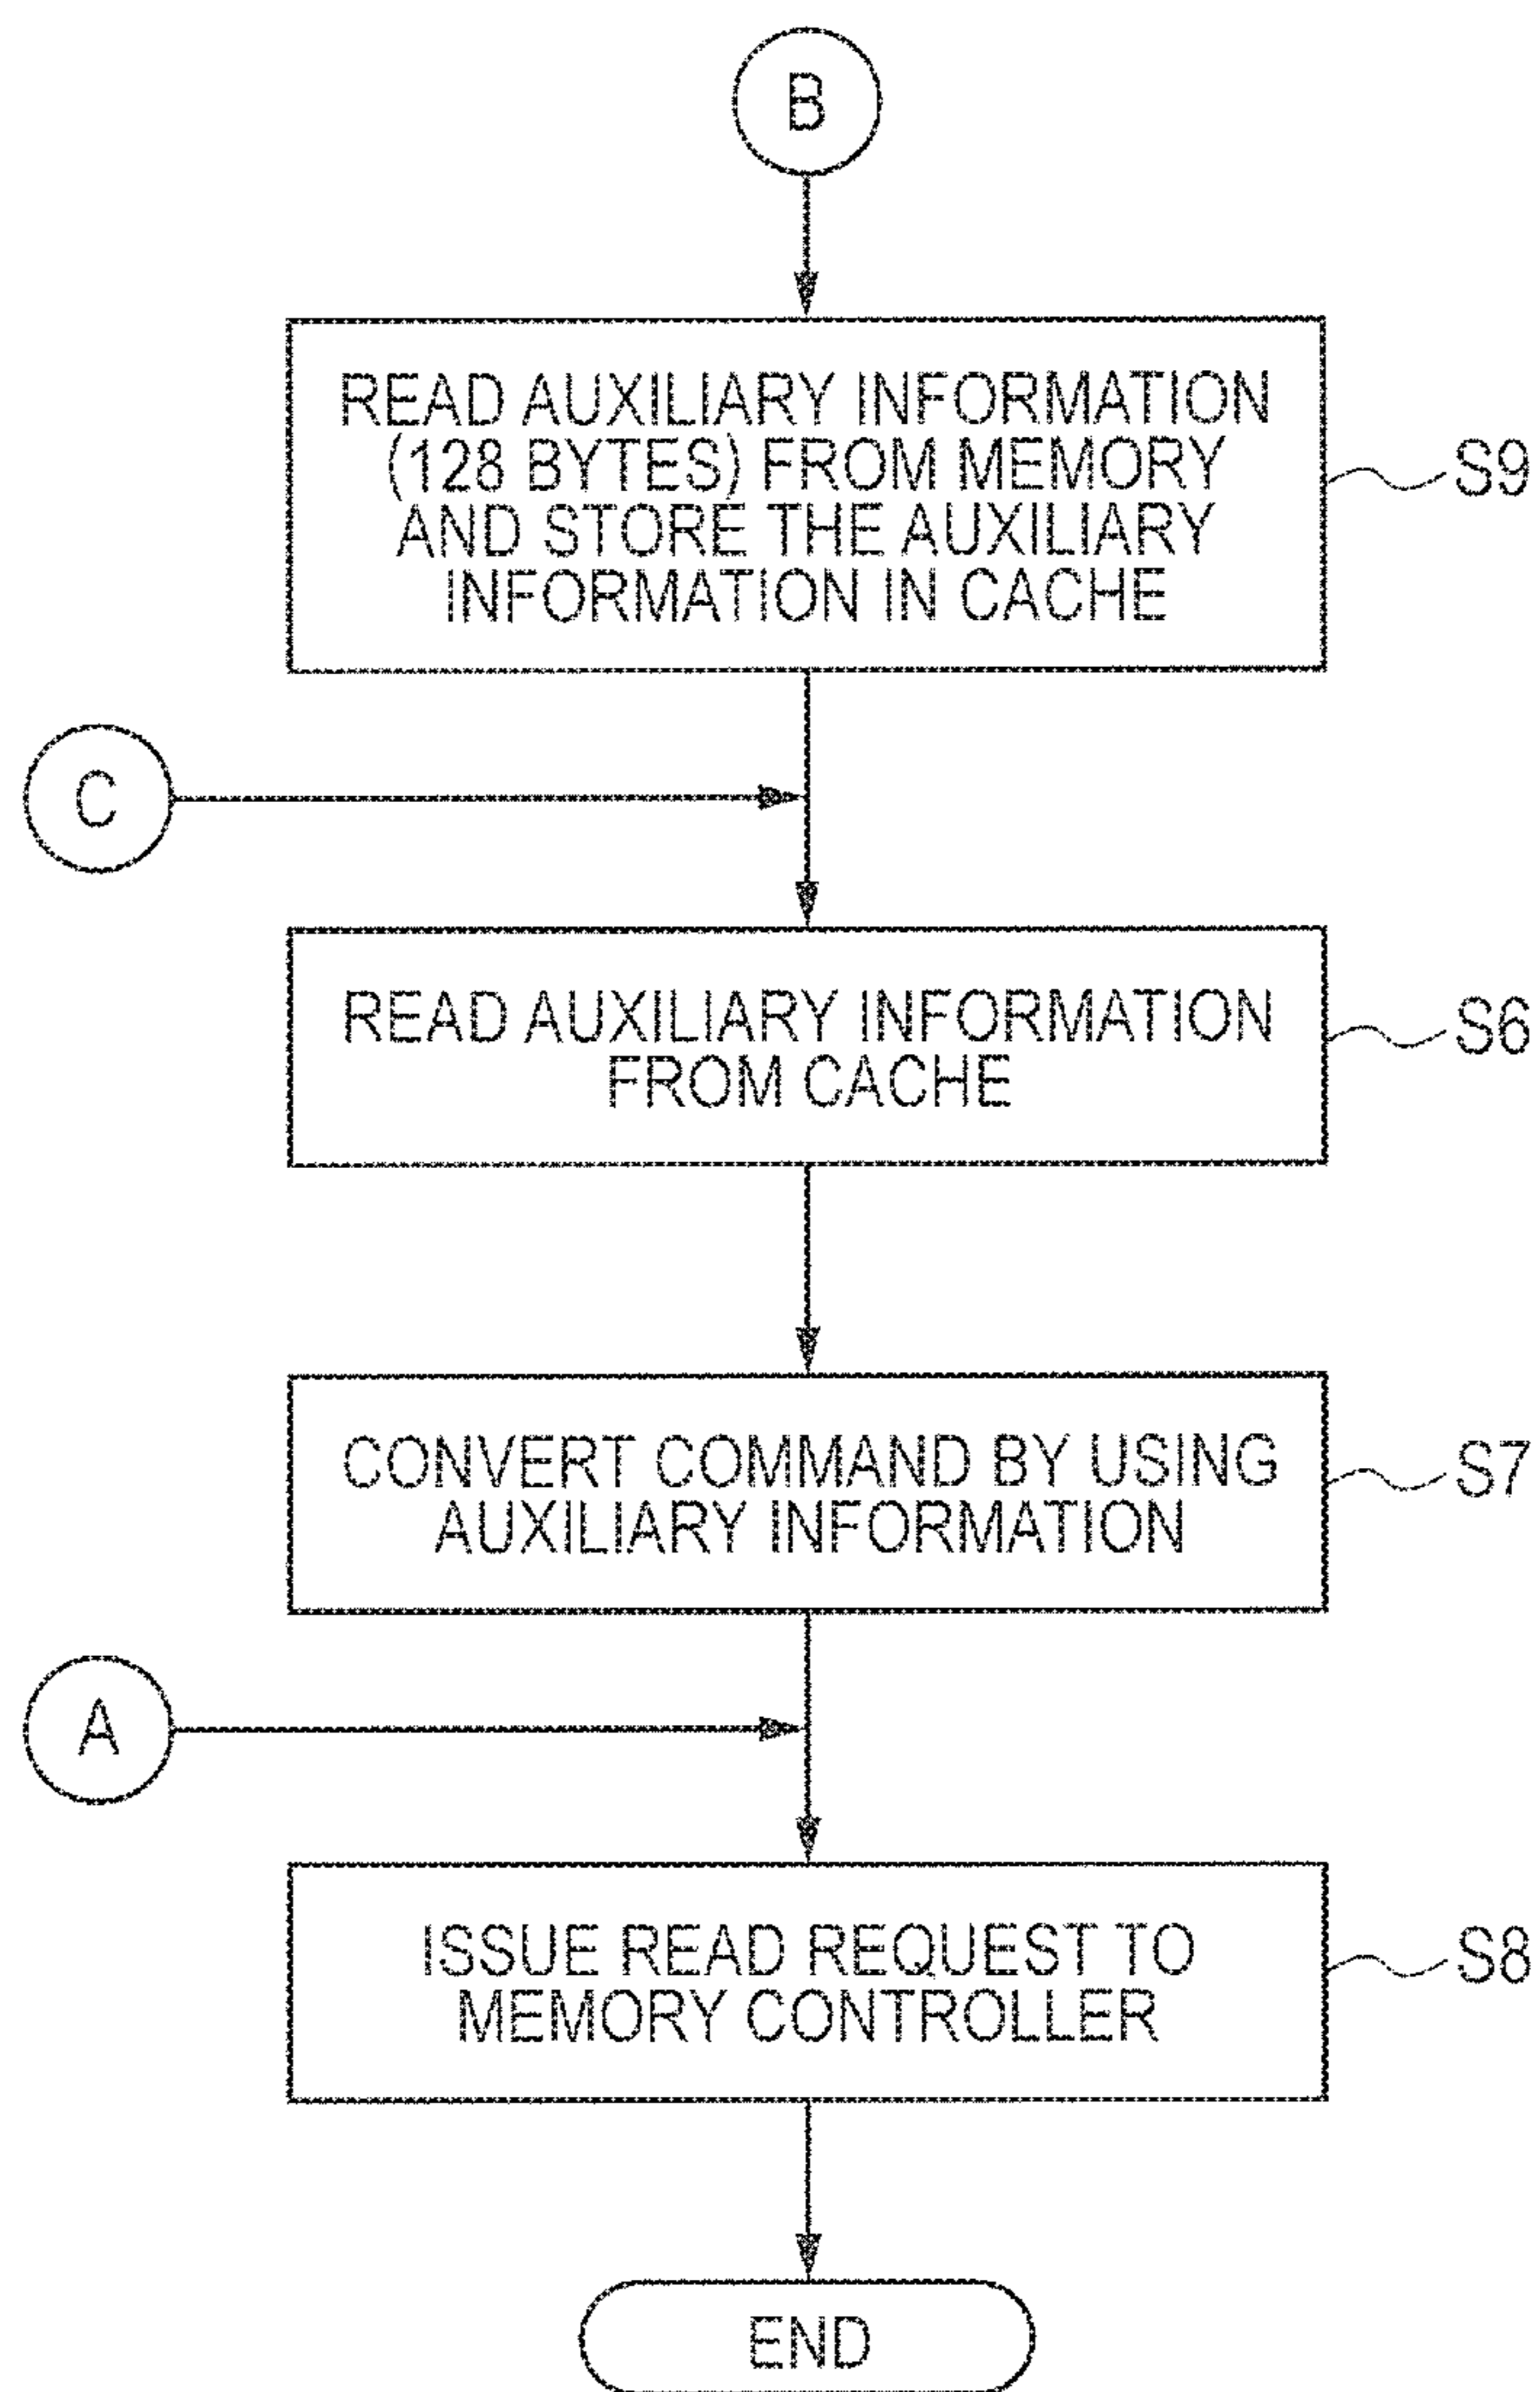 B
READ AUXILIARY INFORMATION
(128 BYTES) FROM MEMORY
AND STORE THE AUXILIARY
INFORMATION IN CACHE
S9
C
READ AUXILIARY INFORMATION
FROM CACHE
S6
CONVERT COMMAND BY USING
AUXILIARY INFORMATION
S7
A
ISSUE READ REQUEST TO
MEMORY CONTROLLER
S8
END